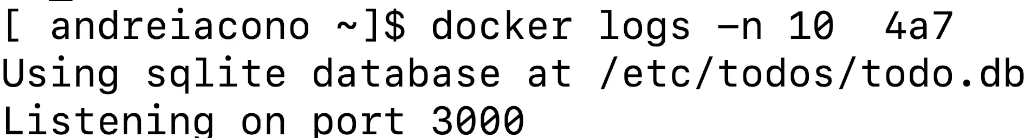 [ andreiacono ~]$ docker logs -n 10  4a7
Using sqlite database at /etc/todos/todo.db
Listening on port 3000